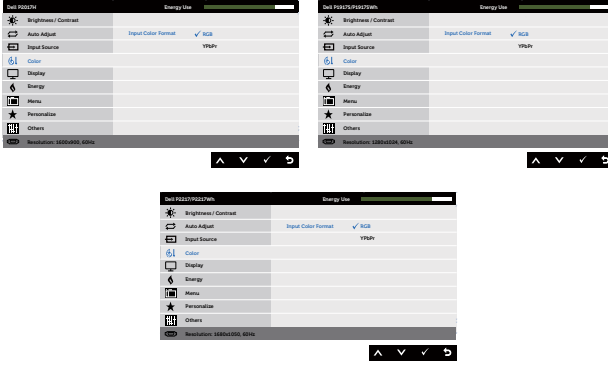 Dell P2017H Energy Use
Brightness / Contrast
Auto Adjust Input Color Format ✓ RGB
Input Source YPbPr
Color
Display
Energy
Menu
Personalize
Others
Resolution: 1600x900, 60Hz
Dell P1917S/P1917SWh Energy Use
Brightness / Contrast
Auto Adjust Input Color Format ✓ RGB
Input Source YPbPr
Color
Display
Energy
Menu
Personalize
Others
Resolution: 1280x1024, 60Hz
Dell P2217/P2217Wh Energy Use
Brightness / Contrast
Auto Adjust Input Color Format ✓ RGB
Input Source YPbPr
Color
Display
Energy
Menu
Personalize
Others
Resolution: 1680x1050, 60Hz